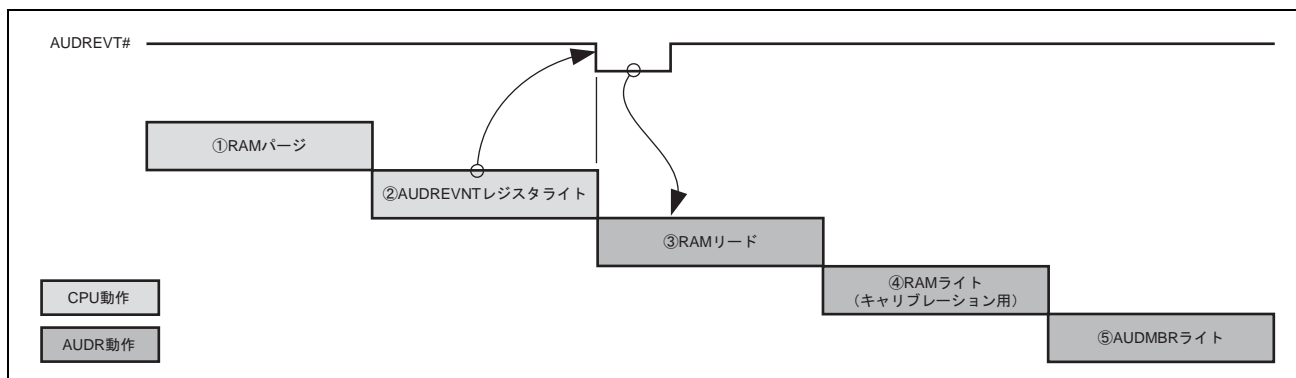 AUDREVT#
①RAMパージ
②AUDREVNTレジスタライト
③RAMリード
④RAMライト
(キャリブレーション用)
⑤AUDMBRライト
CPU動作
AUDR動作